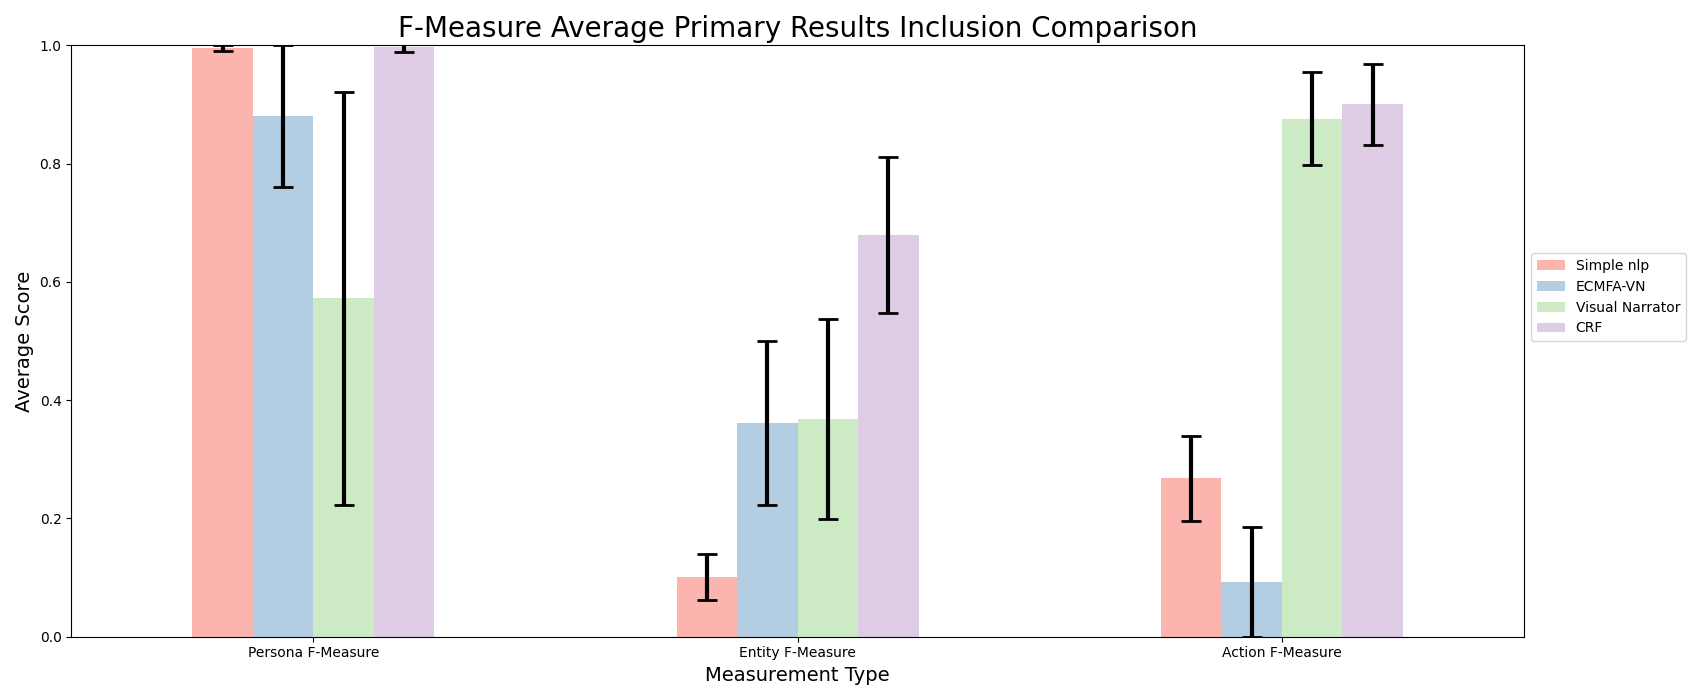 F-Measure Average Primary Results Inclusion Comparison
Average Score
1.0
0.8
0.6
0.4
0.2
0.0
Persona F-Measure
Entity F-Measure
Action F-Measure
Measurement Type
Simple nlp
ECMFA-VN
Visual Narrator
CRF